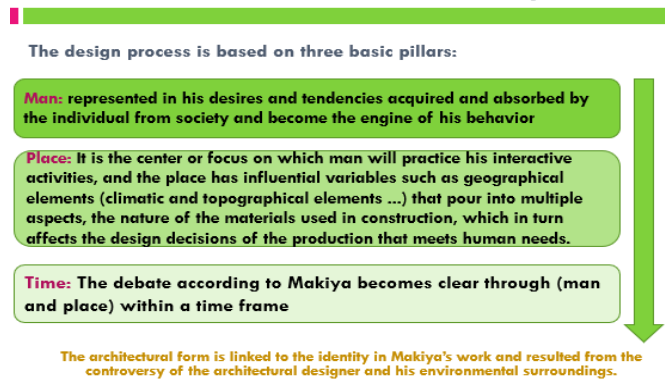 The design process is based on three basic pillars:
Man: represented in his desires and tendencies acquired and absorbed by
the individual from society and become the engine of his behavior
Place: It is the center or focus on which man will practice his interactive
activities, and the place has influential variables such as geographical
elements (climatic and topographical elements ...) that pour into multiple
aspects, the nature of the materials used in construction, which in turn
affects the design decisions of the production that meets human needs.
Time: The debate according to Makiya becomes clear through (man
and place) within a time frame
The architectural form is linked to the identity in Makiya's work and resulted from the
controversy of the architectural designer and his environmental surroundings.